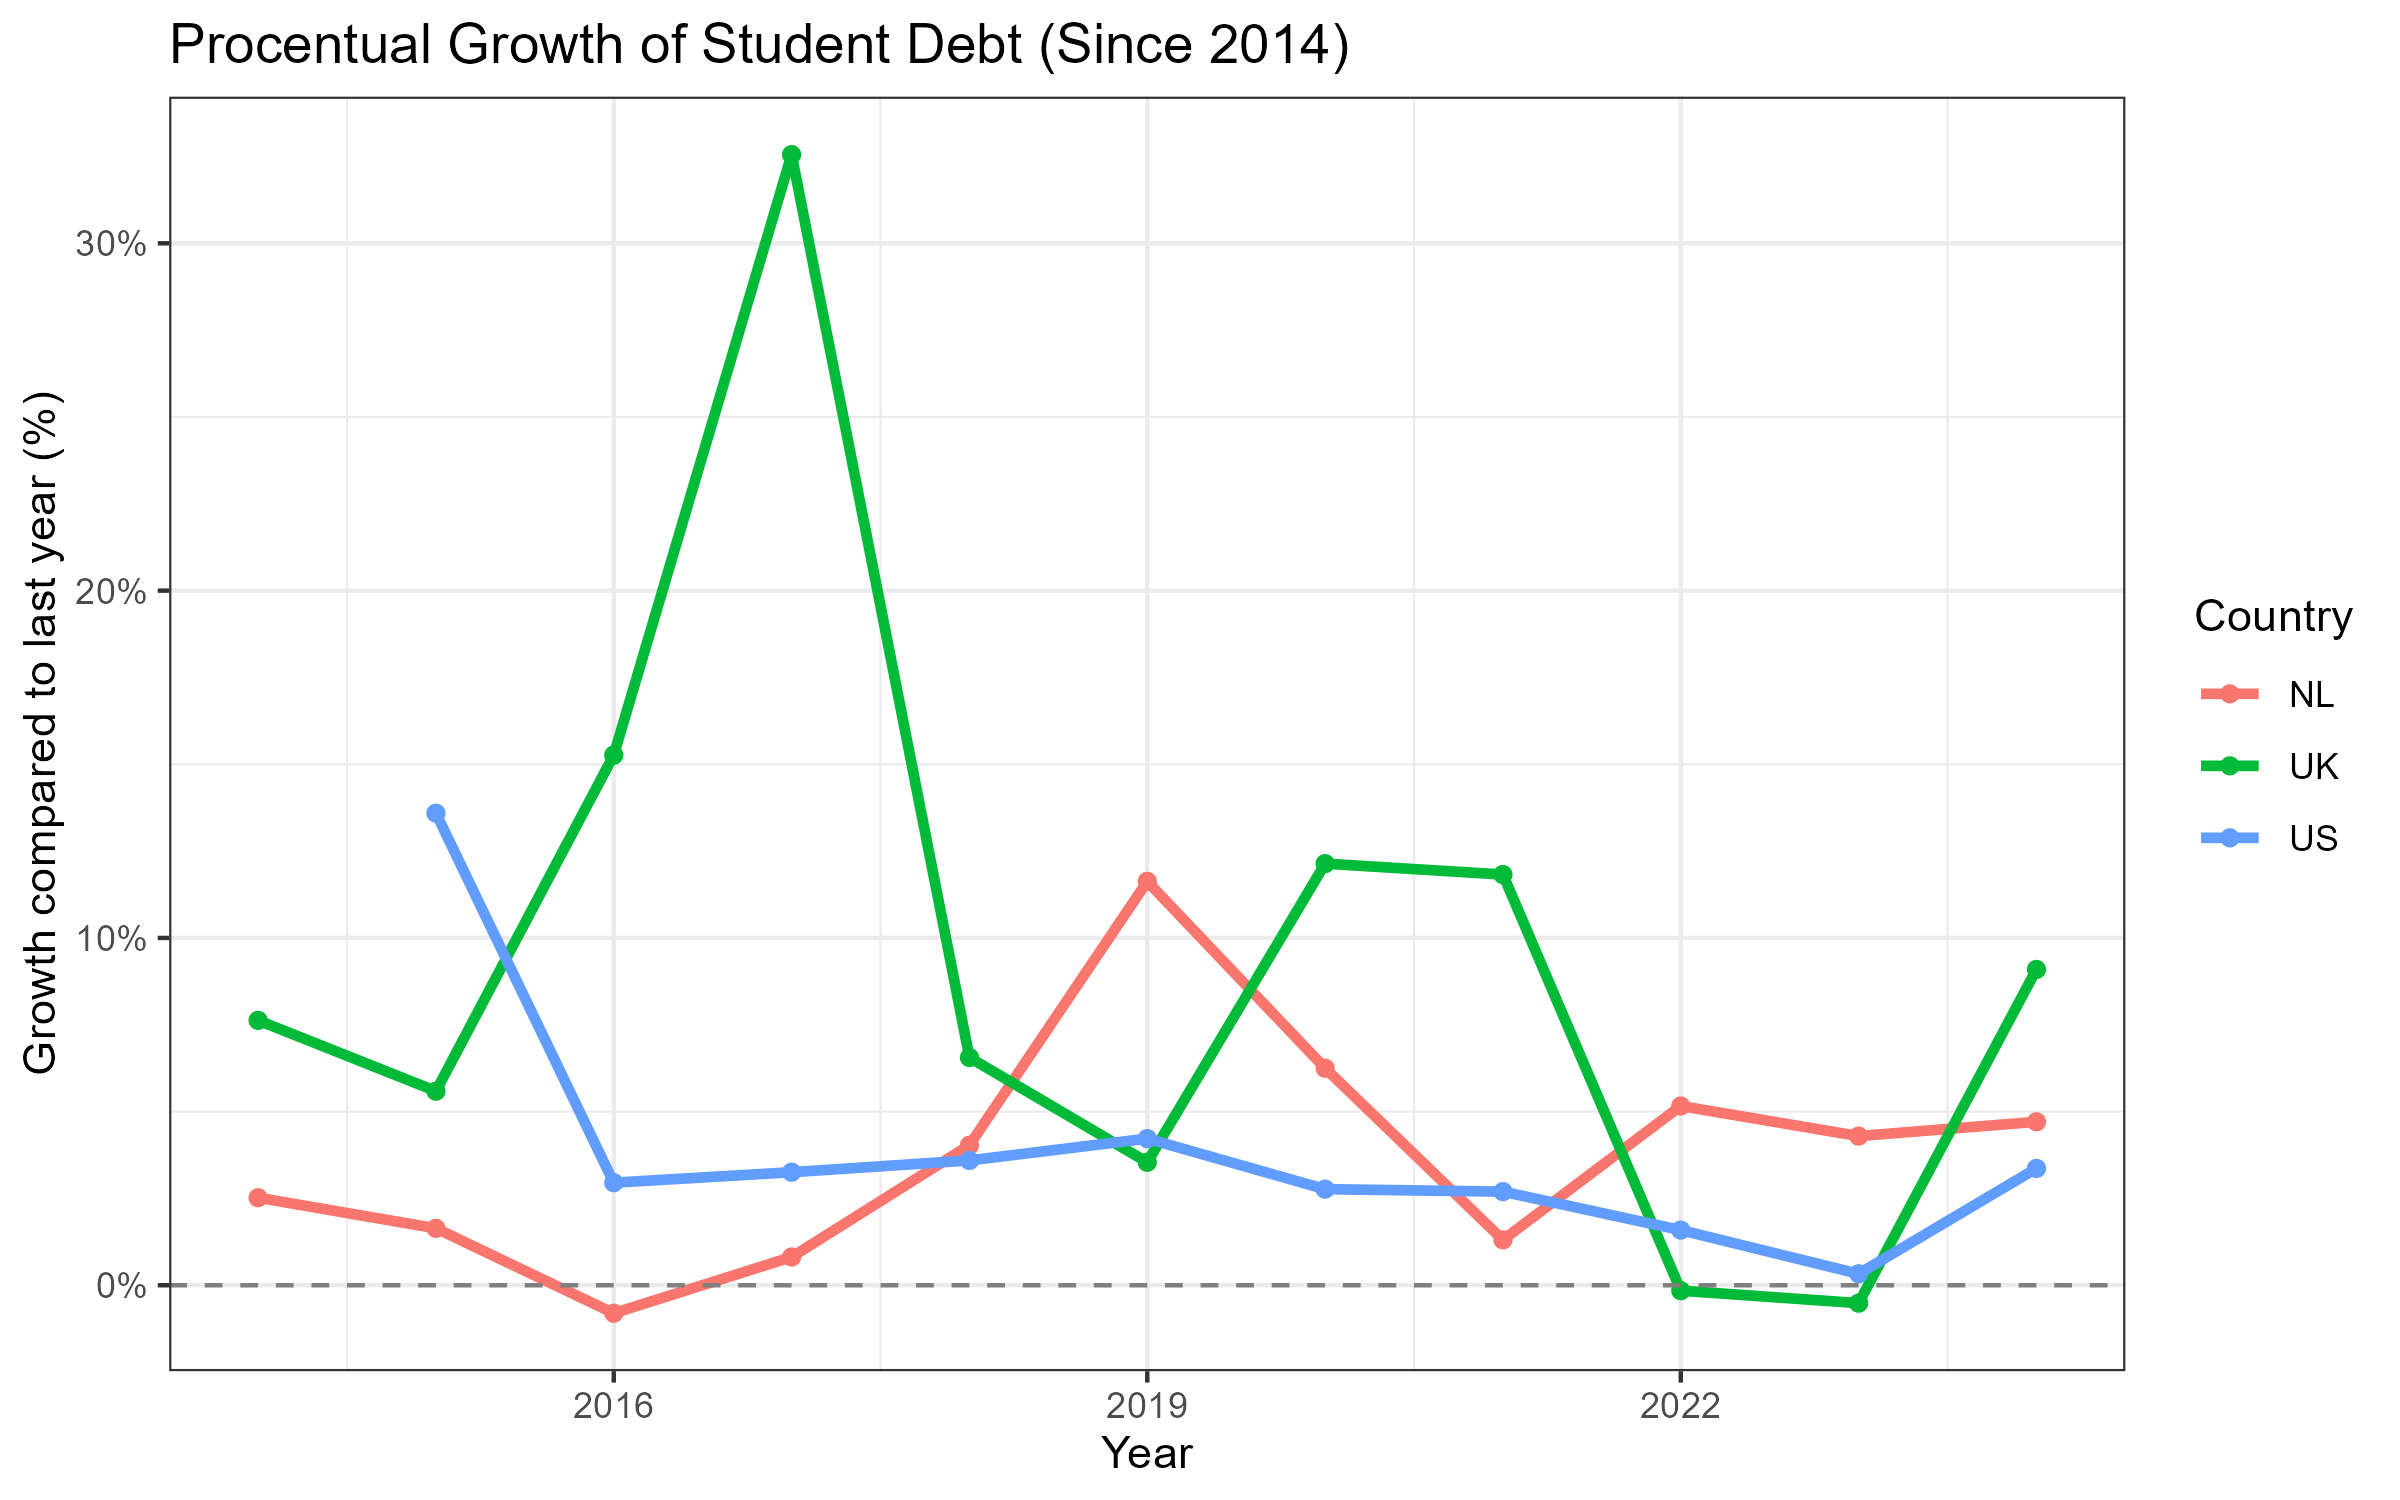 Procentual Growth of Student Debt (Since 2014)
Growth compared to last year (%)
30%
20%
10%
0%
2016
2019
2022
Year
Country
NL
UK
US